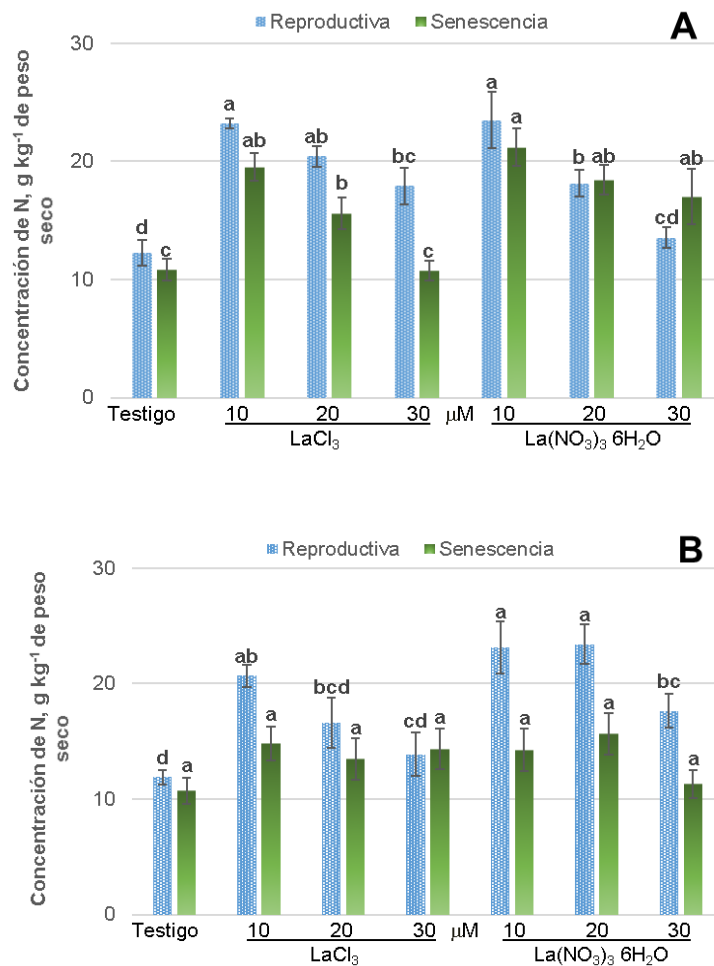 Reproductiva Senescencia A
Concentración de N, g kg⁻¹ de peso
seco
30
20
10
0
d c a ab ab b bc c a a b ab cd ab
Testigo 10 20 30 µM 10 20 30
LaCl₃ La(NO₃)₃ 6H₂O
Reproductiva Senescencia B
Concentración de N, g kg⁻¹ de peso
seco
30
20
10
0
d a ab a bcd a cd a a a a a bc a
Testigo 10 20 30 µM 10 20 30
LaCl₃ La(NO₃)₃ 6H₂O